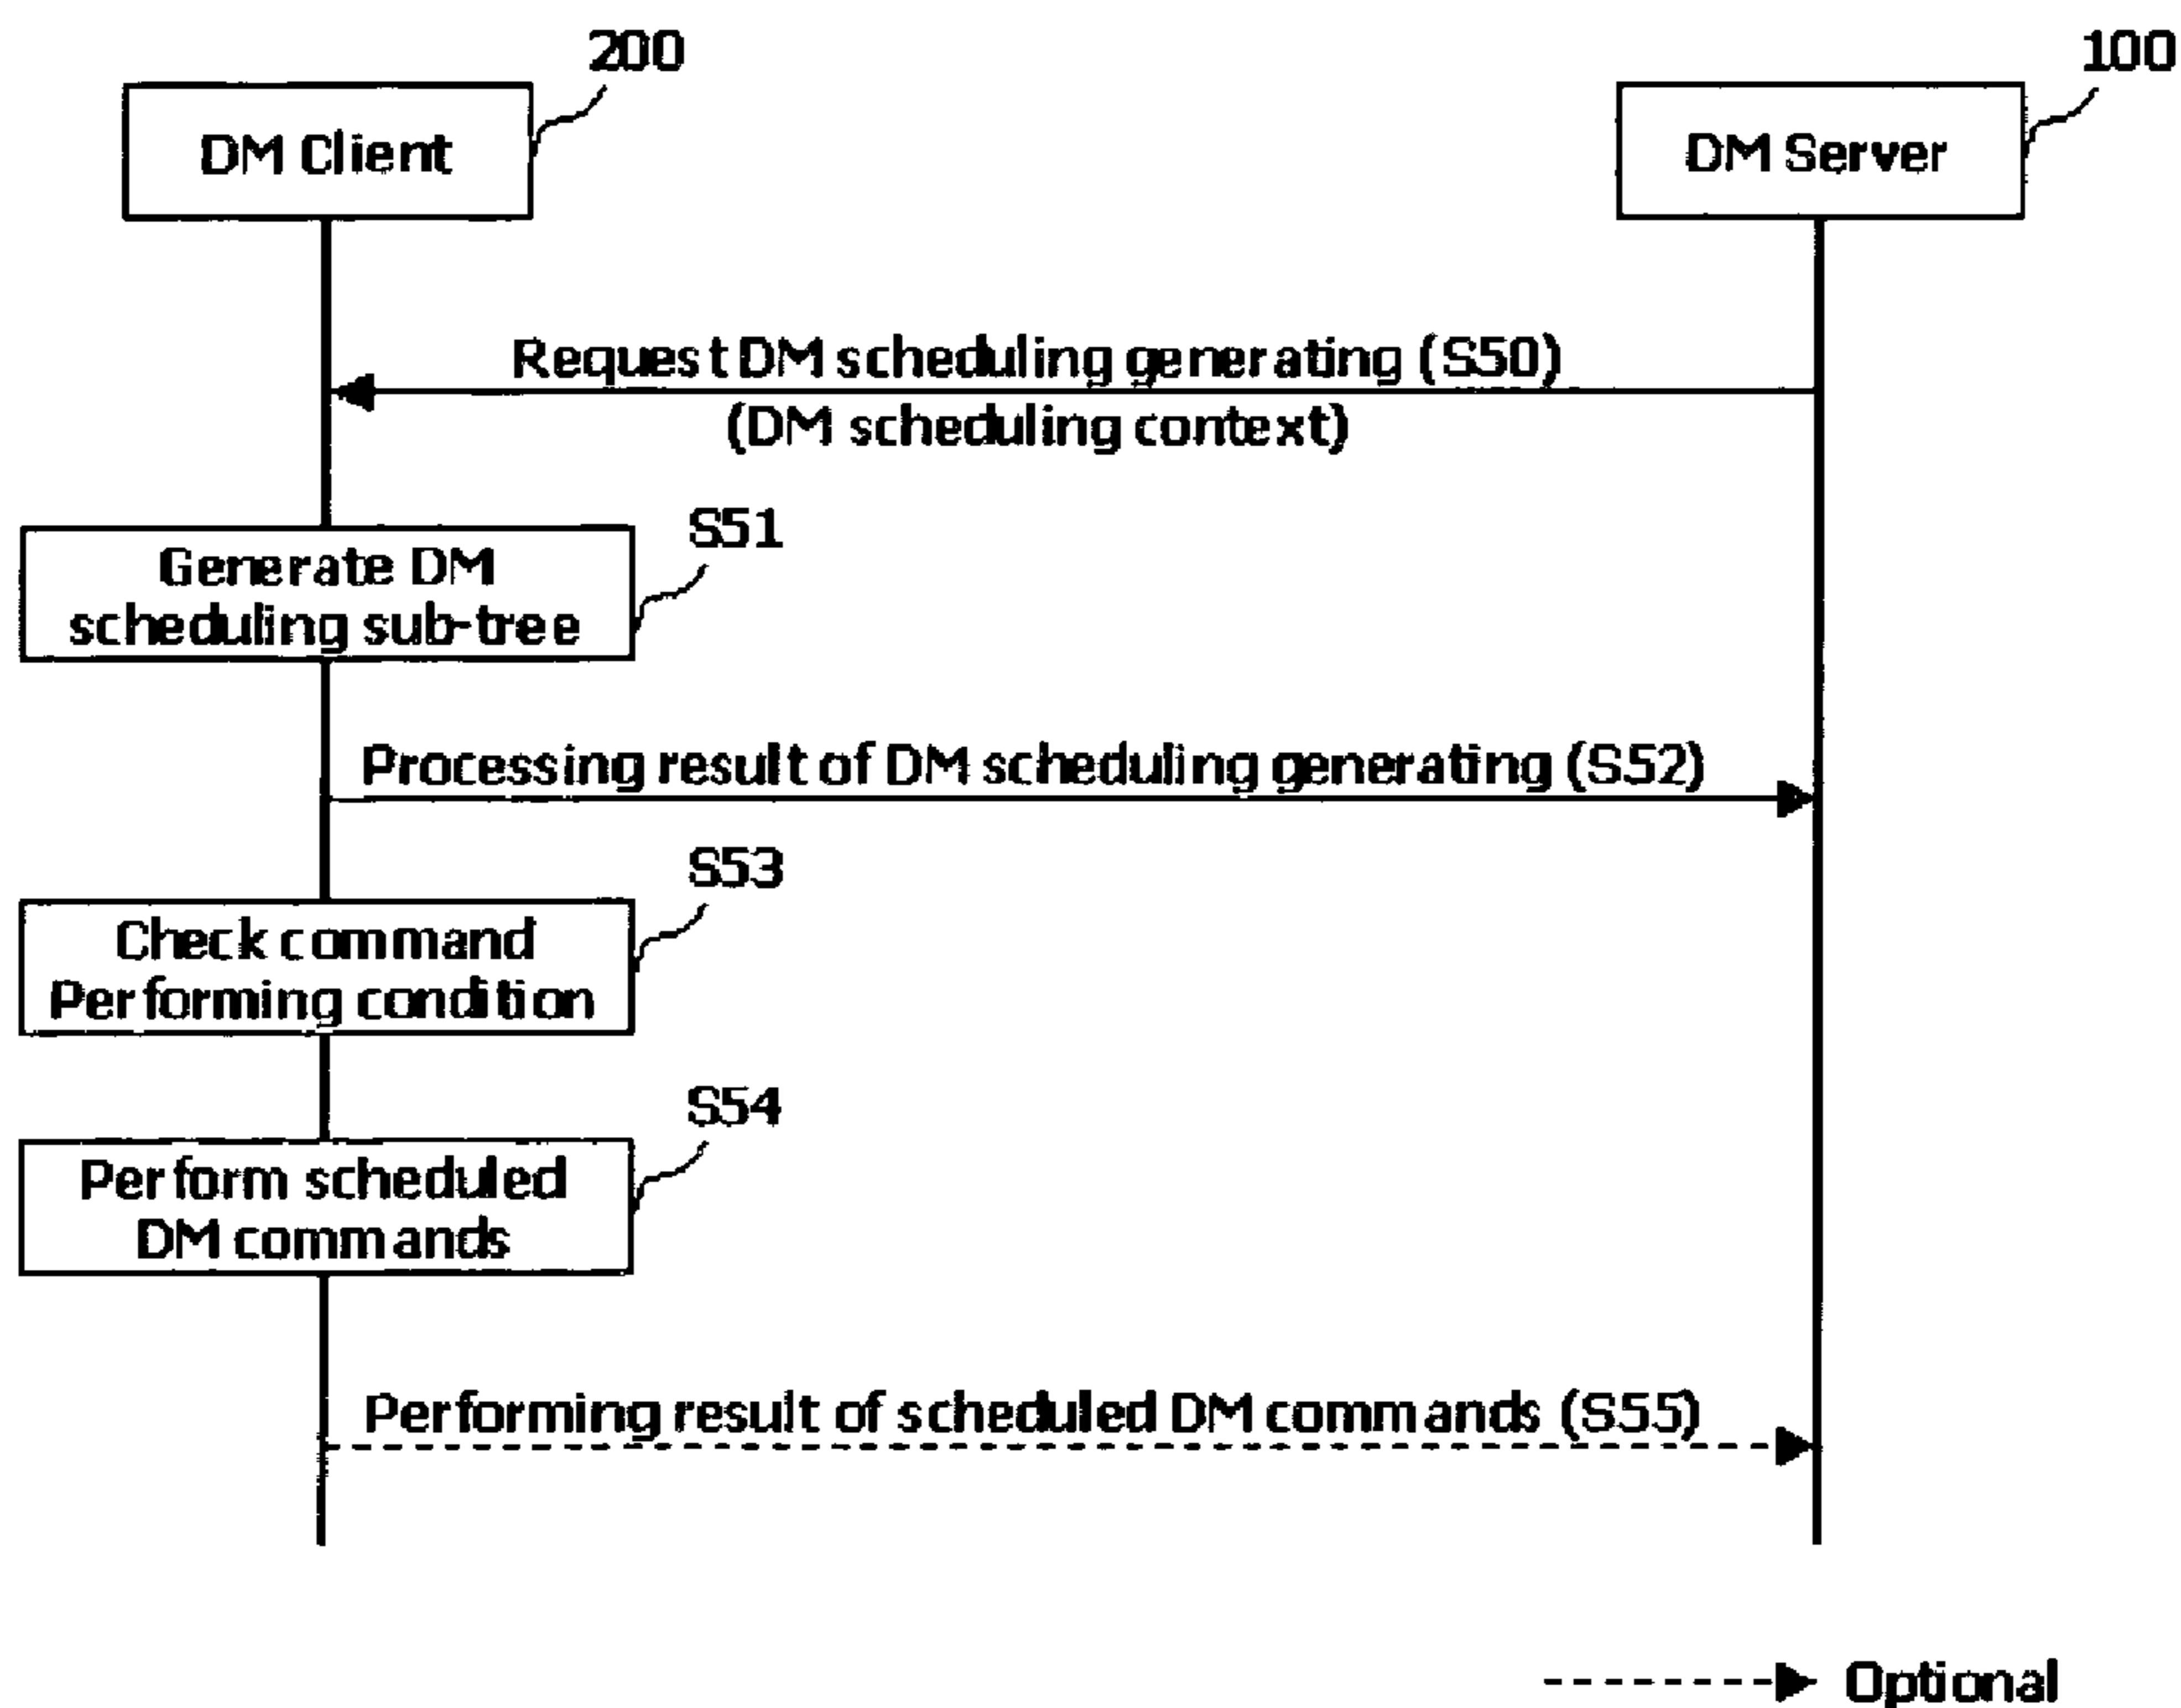 200
100
DM Client
DM Server
Request DM scheduling generating (S50)
(DM scheduling context)
S51
Generate DM
scheduling sub-tree
Processing result of DM scheduling generating (S52)
S53
Check command
Performing condition
S54
Perform scheduled
DM commands
Performing result of scheduled DM commands (S55)
Optional